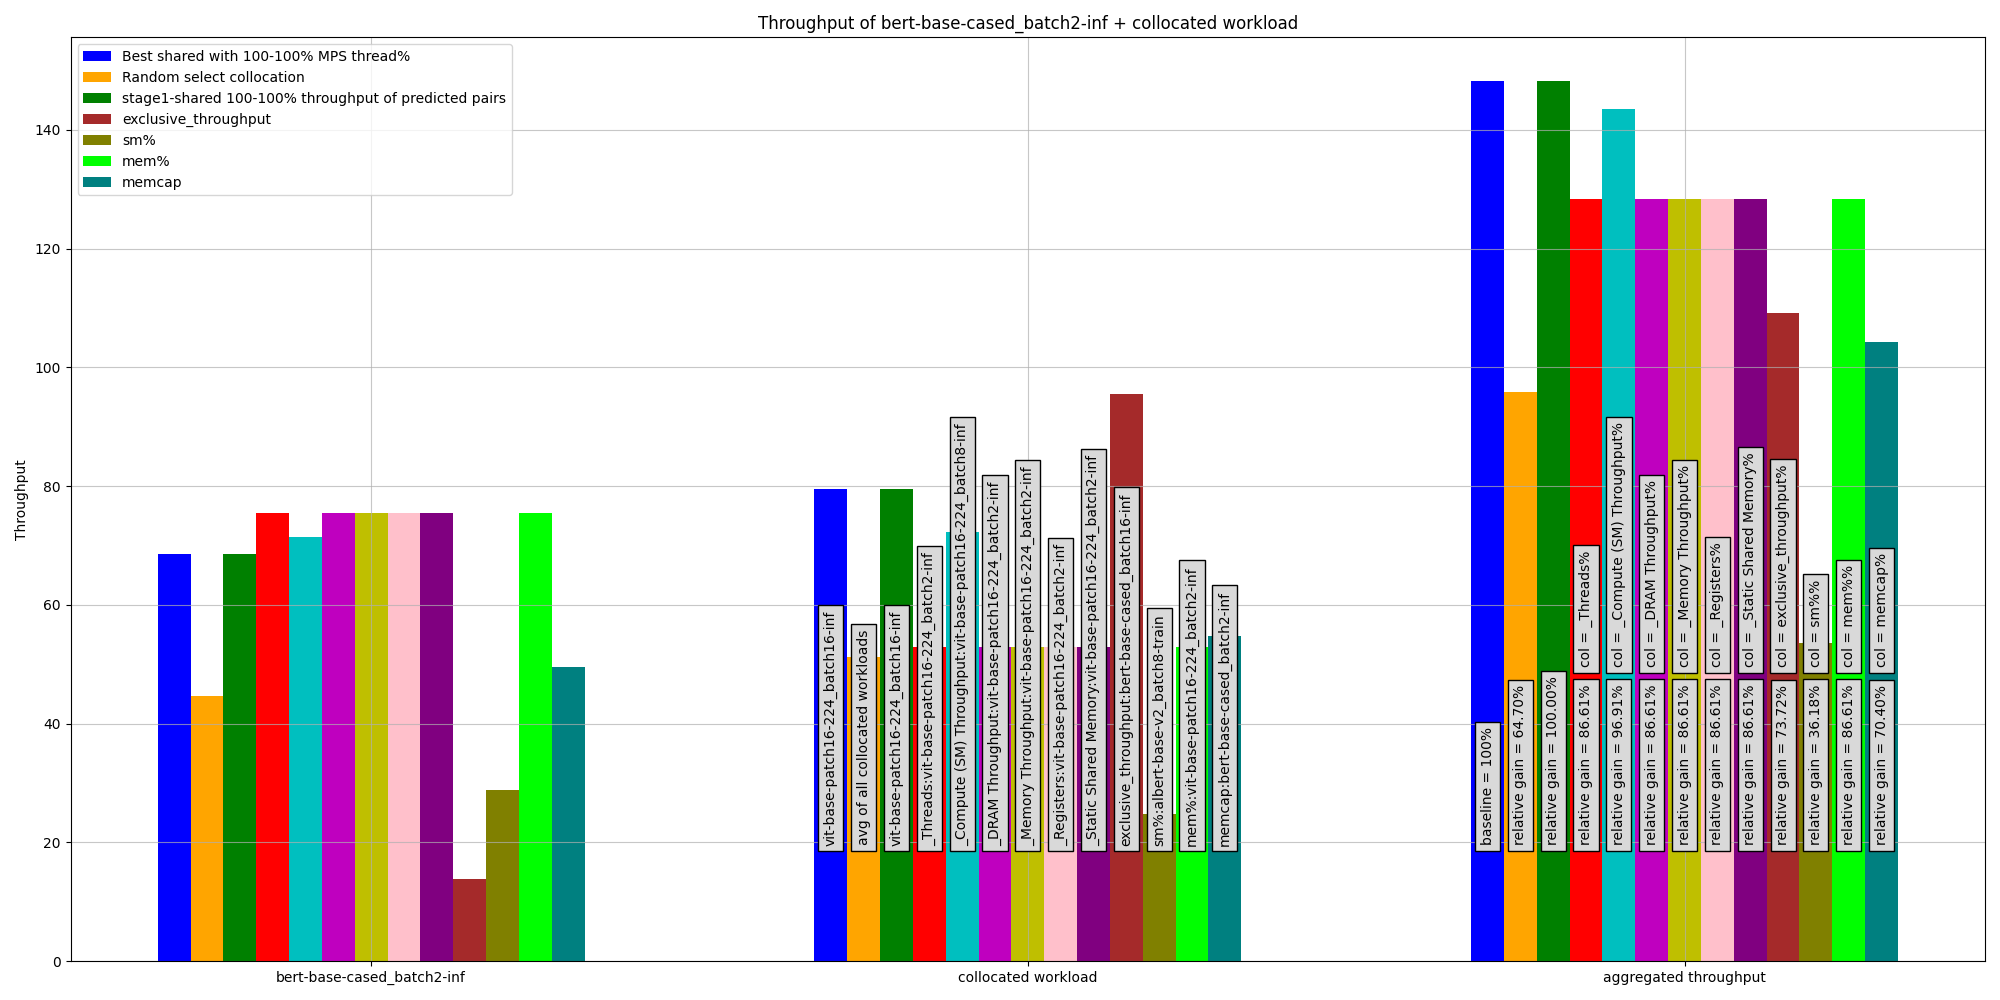 Throughput of bert-base-cased_batch2-inf + collocated workload
Best shared with 100-100% MPS thread%
Random select collocation
stage1-shared 100-100% throughput of predicted pairs
exclusive_throughput
sm%
mem%
memcap
Throughput
140
120
100
80
60
40
20
0
vit-base-patch16-224_batch16-inf
avg of all collocated workloads
vit-base-patch16-224_batch16-inf
_Threads:vit-base-patch16-224_batch2-inf
_Compute (SM) Throughput:vit-base-patch16-224_batch8-inf
_DRAM Throughput:vit-base-patch16-224_batch2-inf
_Memory Throughput:vit-base-patch16-224_batch2-inf
_Registers:vit-base-patch16-224_batch2-inf
_Static Shared Memory:vit-base-patch16-224_batch2-inf
exclusive_throughput:bert-base-cased_batch16-inf
sm%:albert-base-v2_batch8-train
mem%:vit-base-patch16-224_batch2-inf
memcap:bert-base-cased_batch2-inf
baseline = 100%
relative gain = 64.70%
relative gain = 100.00%
col = _Threads%
relative gain = 86.61%
col = _Compute (SM) Throughput%
relative gain = 96.91%
col = _DRAM Throughput%
relative gain = 86.61%
col = _Memory Throughput%
relative gain = 86.61%
col = _Registers%
relative gain = 86.61%
col = _Static Shared Memory%
relative gain = 86.61%
col = exclusive_throughput%
relative gain = 73.72%
col = sm%%
relative gain = 36.18%
col = mem%%
relative gain = 86.61%
col = memcap%
relative gain = 70.40%
bert-base-cased_batch2-inf
collocated workload
aggregated throughput